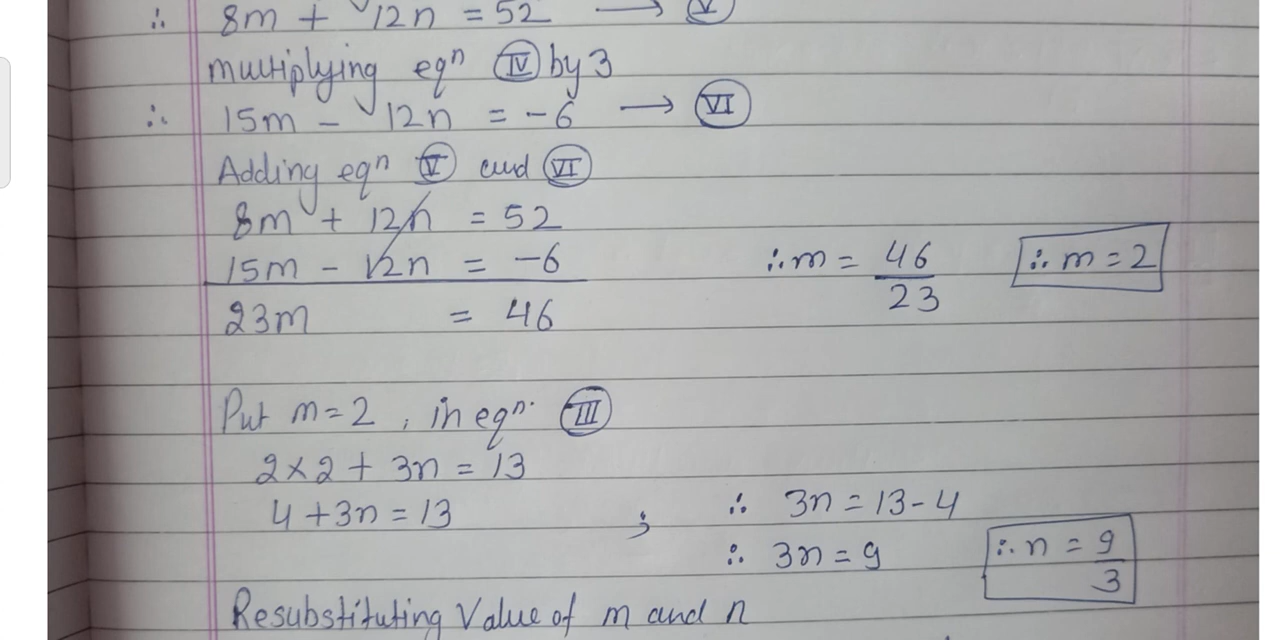 ∴ 8m + 12n = 52 → Ⓥ
multiplying eqⁿ Ⓘⓥ by 3
∴ 15m - 12n = -6 → (VI)
Adding eqⁿ (V) and (VI)
8m + 12n = 52
15m - 12n = -6 ∴ m = 46/23 ∴ m = 2
23m = 46
Put m=2, in eqⁿ. (III)
2×2 + 3n = 13
4 + 3n = 13 ; ∴ 3n = 13-4
∴ 3n = 9 ∴ n = 9/3
Resubstituting Value of m and n